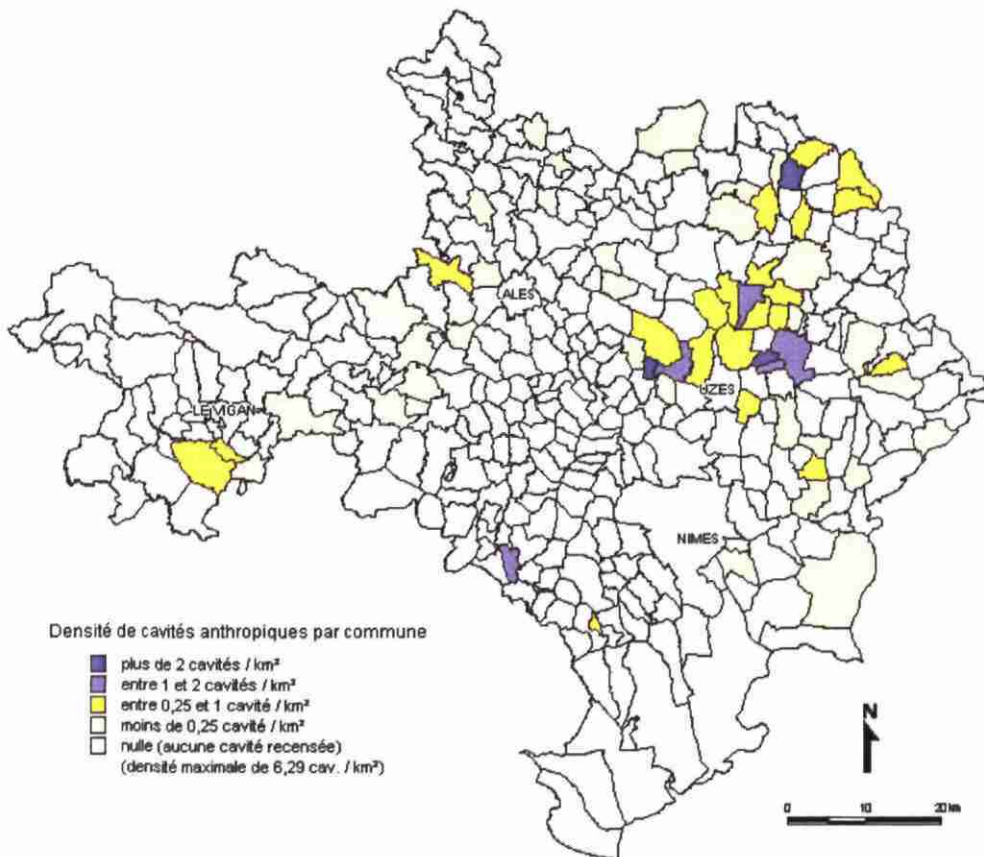 ALES
UZES
LE VIGAN
NIMES
Densité de cavités anthropiques par commune
plus de 2 cavités / km²
entre 1 et 2 cavités / km²
entre 0,25 et 1 cavité / km²
moins de 0,25 cavité / km²
nulle (aucune cavité recensée)
(densité maximale de 6,29 cav. / km²)
N
0 10 20 km